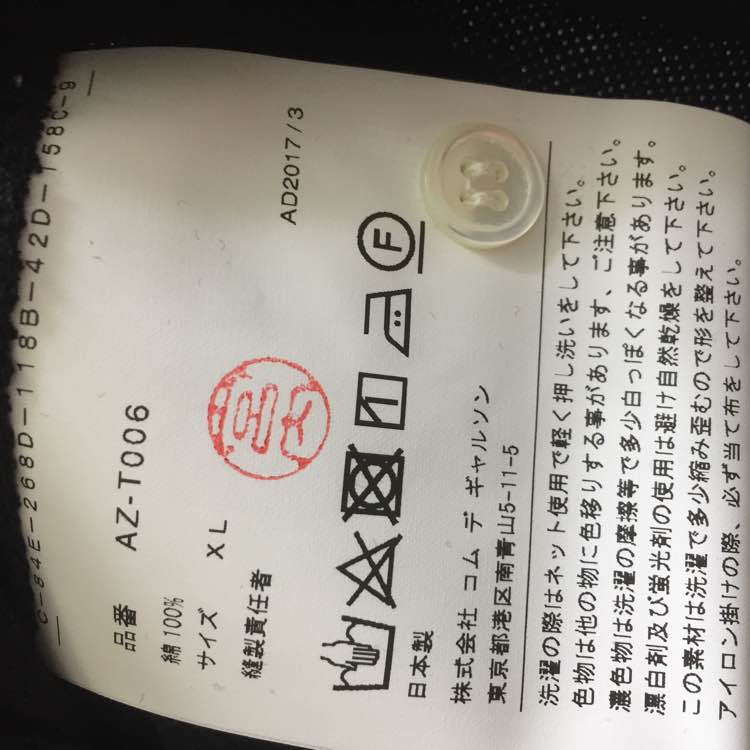 C-84E-268D-118B-42D-158C-9
品番 AZ-T006
綿 100%
サイズ XL
縫製責任者
AD2017/3
F
日本製
株式会社 コム デ ギャルソン
東京都港区南青山5-11-5
洗濯の際はネット使用で軽く押し洗いをして下さい。
色物は他の物に色移りする事があります、ご注意下さい。
濃色物は洗濯の摩擦等で多少白っぽくなる事があります。
漂白剤及び蛍光剤の使用は避け自然乾燥をして下さい。
この素材は洗濯で多少縮み歪むので形を整えて下さい。
アイロン掛けの際、必ず当て布をして下さい。